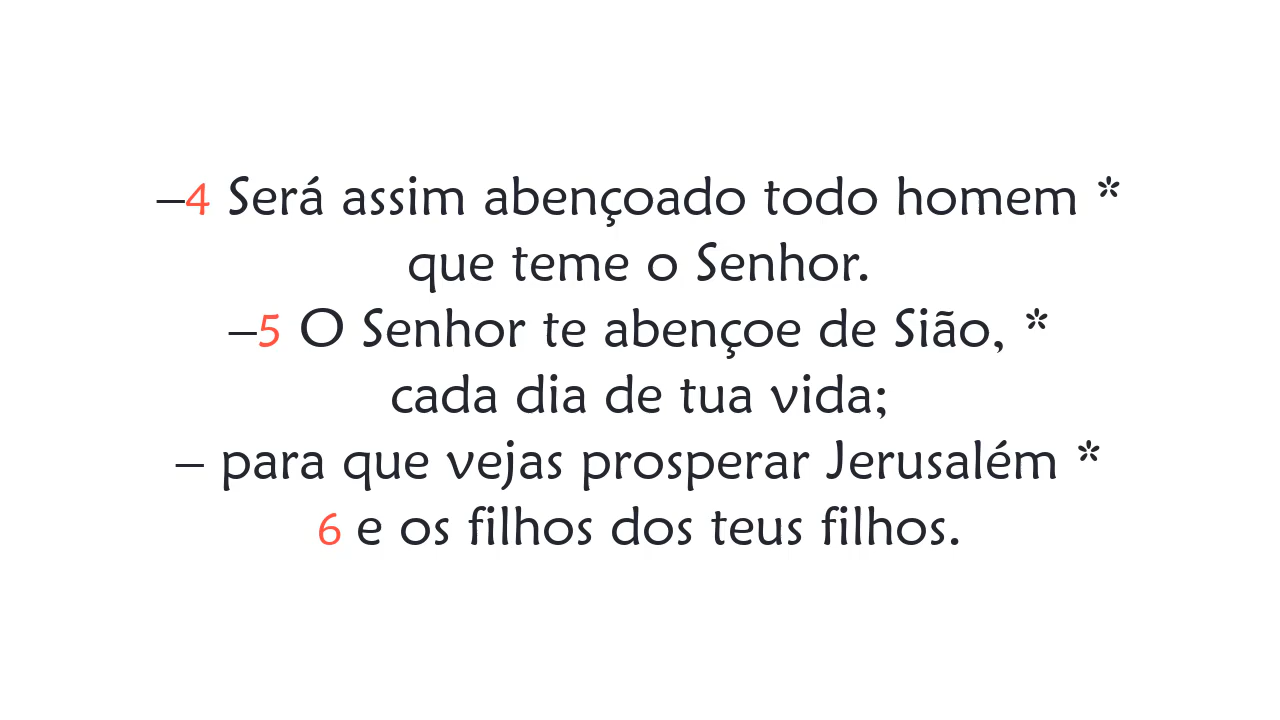 –4 Será assim abençoado todo homem *
que teme o Senhor.
–5 O Senhor te abençoe de Sião, *
cada dia de tua vida;
– para que vejas prosperar Jerusalém *
6 e os filhos dos teus filhos.